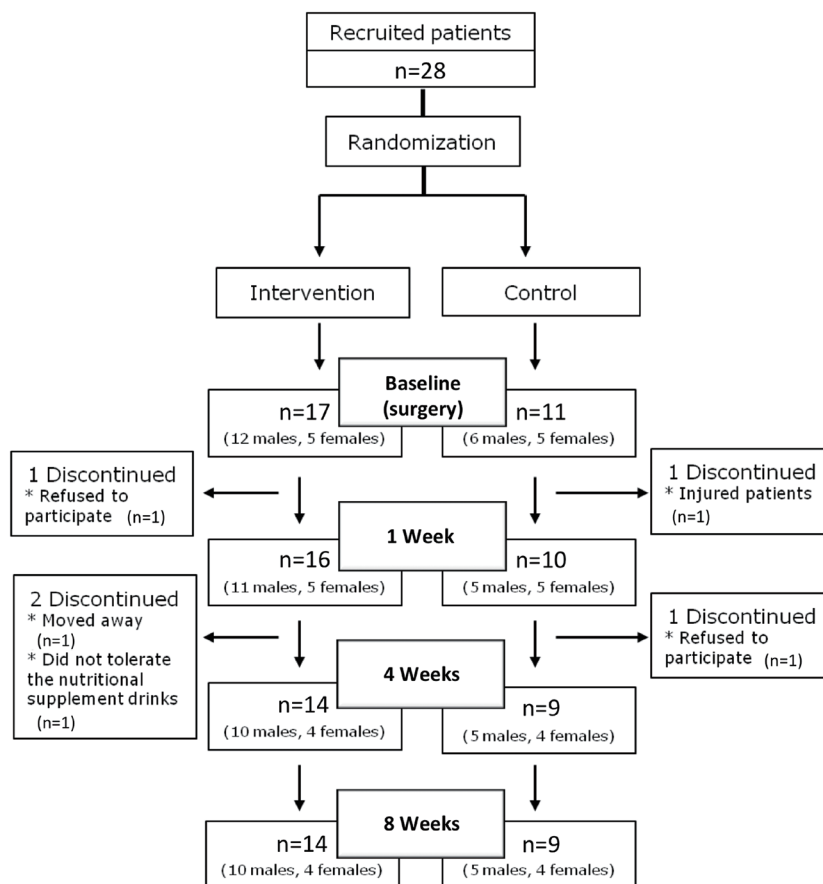 Recruited patients
n=28
Randomization
Intervention
Control
Baseline
(surgery)
n=17
(12 males, 5 females)
n=11
(6 males, 5 females)
1 Discontinued
* Refused to
participate (n=1)
1 Discontinued
* Injured patients
(n=1)
1 Week
n=16
(11 males, 5 females)
n=10
(5 males, 5 females)
2 Discontinued
* Moved away
(n=1)
* Did not tolerate
the nutritional
supplement drinks
(n=1)
1 Discontinued
* Refused to
participate (n=1)
4 Weeks
n=14
(10 males, 4 females)
n=9
(5 males, 4 females)
8 Weeks
n=14
(10 males, 4 females)
n=9
(5 males, 4 females)